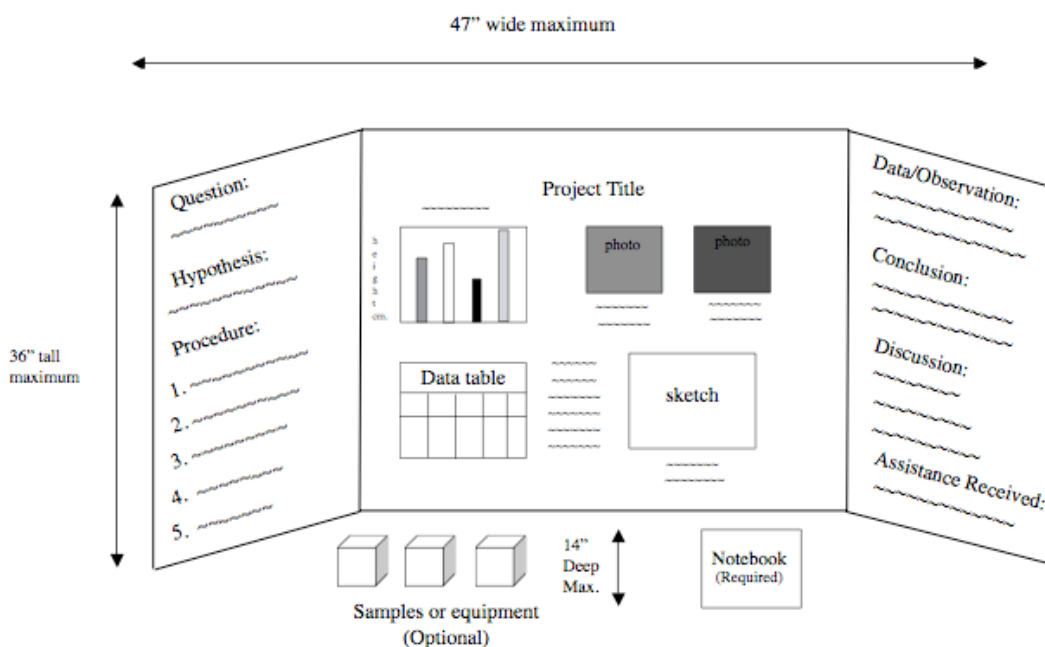 47” wide maximum
36” tall
maximum
Question:
Hypothesis:
Procedure:
1.
2.
3.
4.
5.
Project Title
height
cm.
photo
photo
Data table
sketch
Data/Observation:
Conclusion:
Discussion:
Assistance Received:
Samples or equipment
(Optional)
14”
Deep
Max.
Notebook
(Required)